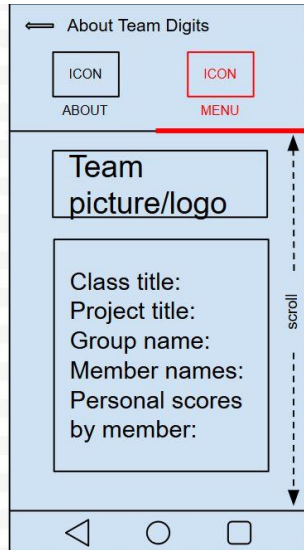 About Team Digits
ICON
ICON
ABOUT
MENU
Team
picture/logo
Class title:
Project title:
Group name:
Member names:
Personal scores
by member:
scroll